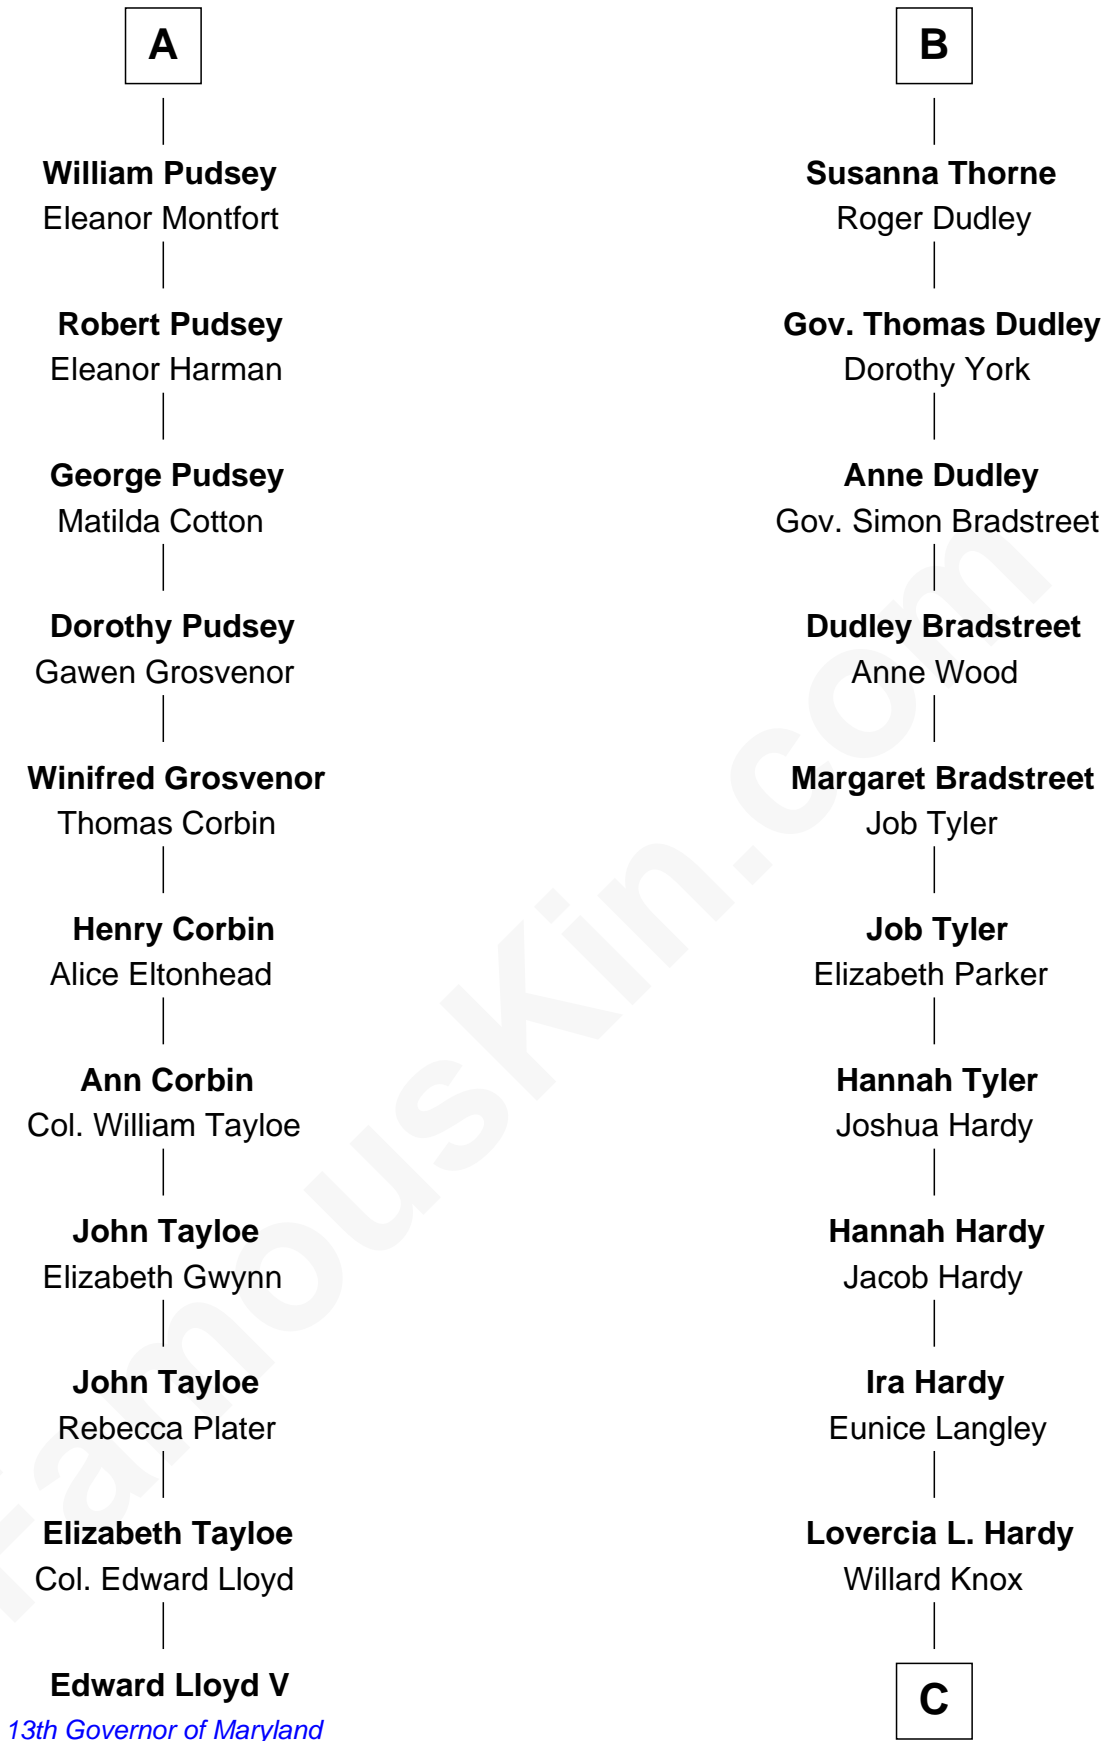 A
William Pudsey
Eleanor Montfort
Robert Pudsey
Eleanor Harman
George Pudsey
Matilda Cotton
Dorothy Pudsey
Gawen Grosvenor
Winifred Grosvenor
Thomas Corbin
Henry Corbin
Alice Eltonhead
Ann Corbin
Col. William Tayloe
John Tayloe
Elizabeth Gwynn
John Tayloe
Rebecca Plater
Elizabeth Tayloe
Col. Edward Lloyd
Edward Lloyd V
13th Governor of Maryland
B
Susanna Thorne
Roger Dudley
Gov. Thomas Dudley
Dorothy York
Anne Dudley
Gov. Simon Bradstreet
Dudley Bradstreet
Anne Wood
Margaret Bradstreet
Job Tyler
Job Tyler
Elizabeth Parker
Hannah Tyler
Joshua Hardy
Hannah Hardy
Jacob Hardy
Ira Hardy
Eunice Langley
Lovercia L. Hardy
Willard Knox
C
FamousKin.com